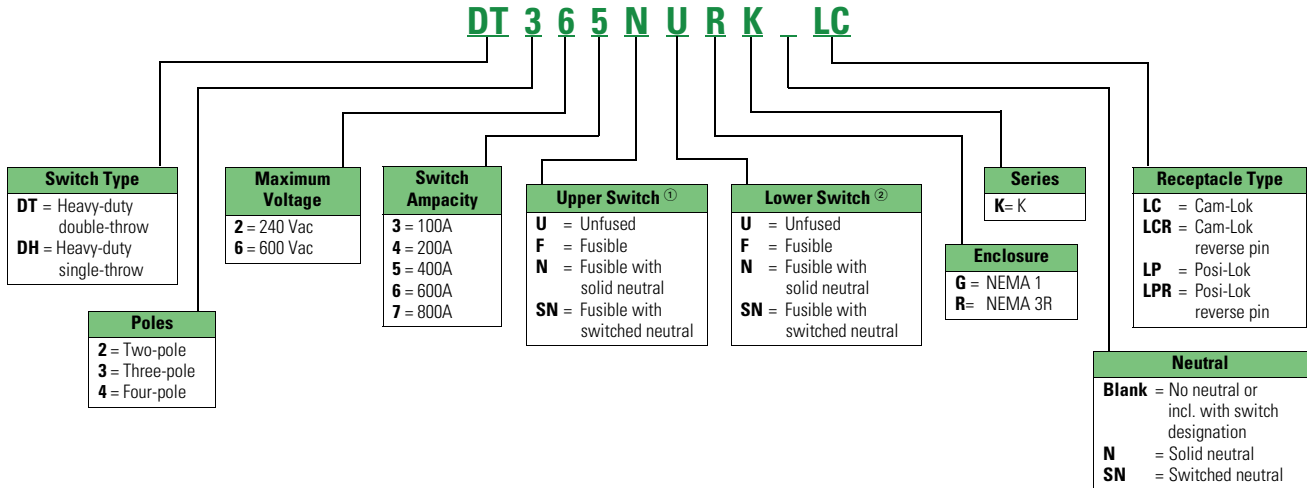 DT 3 6 5 N U R K _ LC
Switch Type
DT = Heavy-duty
double-throw
DH = Heavy-duty
single-throw
Poles
2 = Two-pole
3 = Three-pole
4 = Four-pole
Maximum
Voltage
2 = 240 Vac
6 = 600 Vac
Switch
Ampacity
3 = 100A
4 = 200A
5 = 400A
6 = 600A
7 = 800A
Upper Switch ①
U = Unfused
F = Fusible
N = Fusible with
solid neutral
SN = Fusible with
switched neutral
Lower Switch ②
U = Unfused
F = Fusible
N = Fusible with
solid neutral
SN = Fusible with
switched neutral
Enclosure
G = NEMA 1
R= NEMA 3R
Series
K= K
Receptacle Type
LC = Cam-Lok
LCR = Cam-Lok
reverse pin
LP = Posi-Lok
LPR = Posi-Lok
reverse pin
Neutral
Blank = No neutral or
incl. with switch
designation
N = Solid neutral
SN = Switched neutral